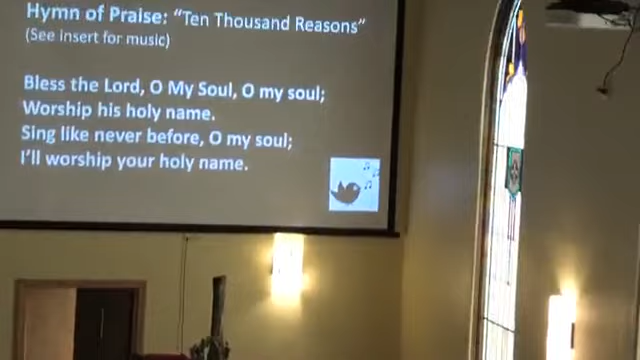 Hymn of Praise: “Ten Thousand Reasons”
(See insert for music)
Bless the Lord, O My Soul, O my soul;
Worship his holy name.
Sing like never before, O my soul;
I’ll worship your holy name.